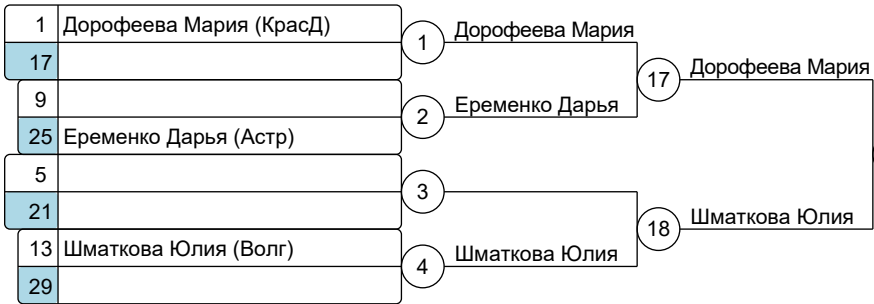 1 Дорофеева Мария (КрасД)
1 Дорофеева Мария
17
17 Дорофеева Мария
9
2 Еременко Дарья
25 Еременко Дарья (Астр)
5
3
21
18 Шматкова Юлия
13 Шматкова Юлия (Волг)
4 Шматкова Юлия
29